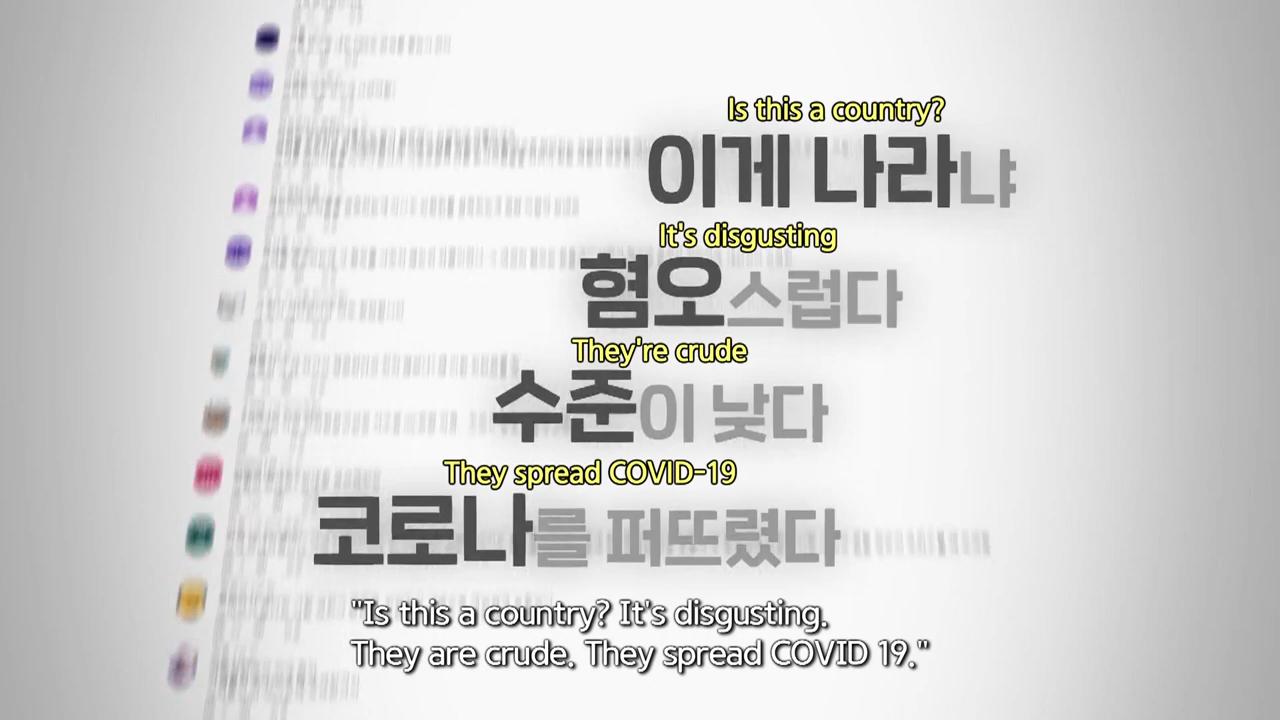 Is this a country?
이게 나라냐
It's disgusting
혐오스럽다
They're crude
수준이 낮다
They spread COVID-19
코로나를 퍼뜨렸다
"Is this a country? It's disgusting.
They are crude. They spread COVID 19."